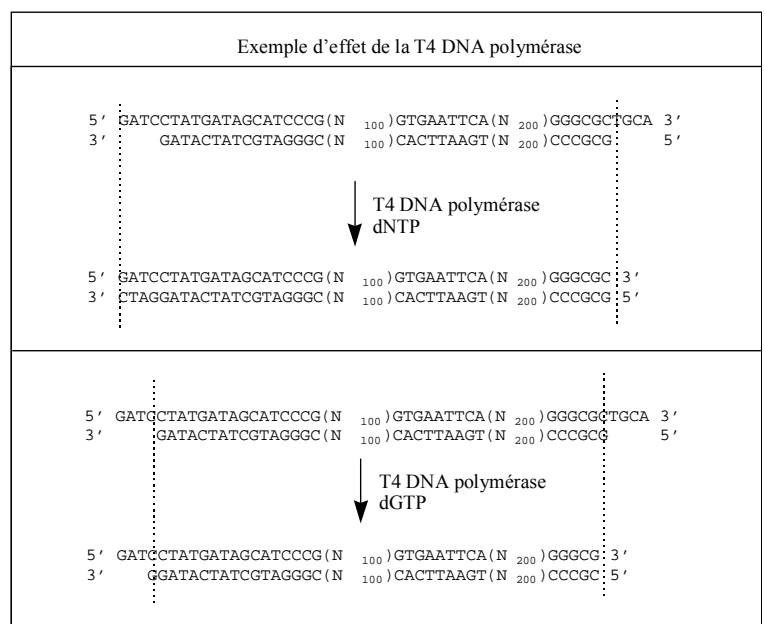 Exemple d'effet de la T4 DNA polymérase
5′ GATCCTATGATAGCATCCCG(N 100)GTGAATTCA(N 200)GGGCGCTGCA 3′
3′ GATACTATCGTAGGGC(N 100)CACTTAAGT(N 200)CCCGCG 5′
T4 DNA polymérase
dNTP
5′ GATCCTATGATAGCATCCCG(N 100)GTGAATTCA(N 200)GGGCGC 3′
3′ CTAGGATACTATCGTAGGGC(N 100)CACTTAAGT(N 200)CCCGCG 5′
5′ GATCCTATGATAGCATCCCG(N 100)GTGAATTCA(N 200)GGGCGCTGCA 3′
3′ GATACTATCGTAGGGC(N 100)CACTTAAGT(N 200)CCCGCG 5′
T4 DNA polymérase
dGTP
5′ GATCCTATGATAGCATCCCG(N 100)GTGAATTCA(N 200)GGGCG 3′
3′ GGATACTATCGTAGGGC(N 100)CACTTAAGT(N 200)CCCGC 5′